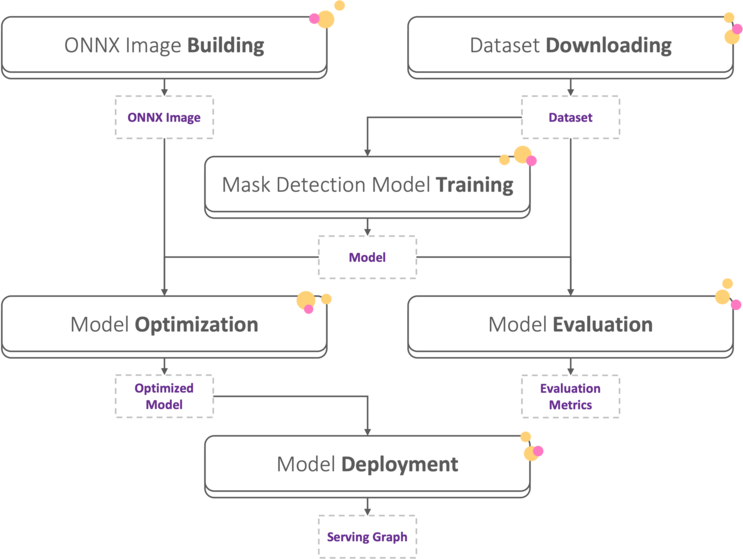 ONNX Image Building
Dataset Downloading
ONNX Image
Dataset
Mask Detection Model Training
Model
Model Optimization
Model Evaluation
Optimized
Model
Evaluation
Metrics
Model Deployment
Serving Graph